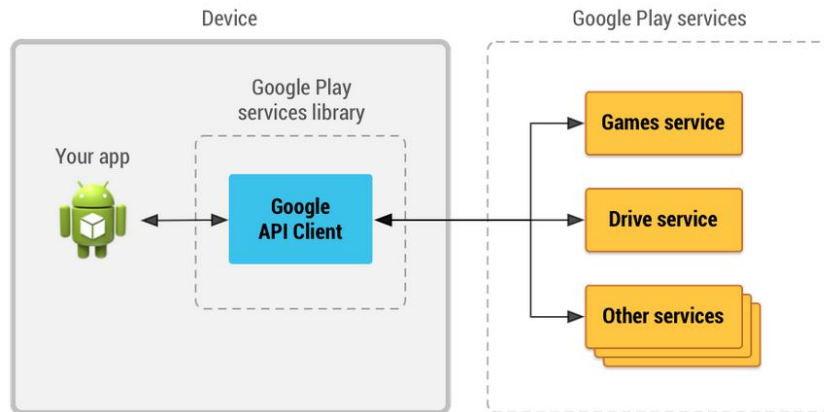 Device
Google Play services
Google Play
services library
Your app
Google
API Client
Games service
Drive service
Other services